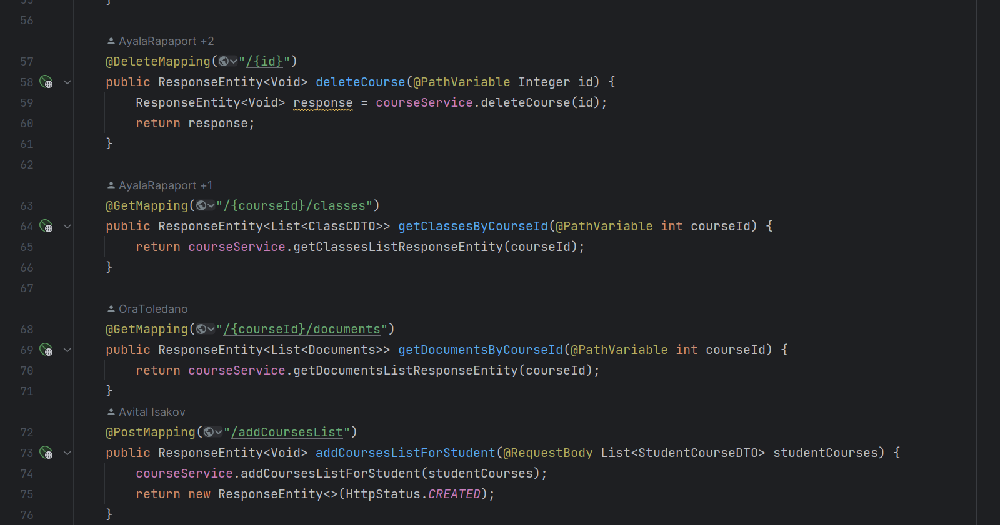 55 }
56
AyalaRapaport +2
57 @DeleteMapping("/{id}")
58 public ResponseEntity<Void> deleteCourse(@PathVariable Integer id) {
59 ResponseEntity<Void> response = courseService.deleteCourse(id);
60 return response;
61 }
62
AyalaRapaport +1
63 @GetMapping("/{courseId}/classes")
64 public ResponseEntity<List<ClassCDTO>> getClassesByCourseId(@PathVariable int courseId) {
65 return courseService.getClassesListResponseEntity(courseId);
66 }
67
OraToledano
68 @GetMapping("/{courseId}/documents")
69 public ResponseEntity<List<Documents>> getDocumentsByCourseId(@PathVariable int courseId) {
70 return courseService.getDocumentsListResponseEntity(courseId);
71 }
Avital Isakov
72 @PostMapping("/addCoursesList")
73 public ResponseEntity<Void> addCoursesListForStudent(@RequestBody List<StudentCourseDTO> studentCourses) {
74 courseService.addCoursesListForStudent(studentCourses);
75 return new ResponseEntity<>(HttpStatus.CREATED);
76 }